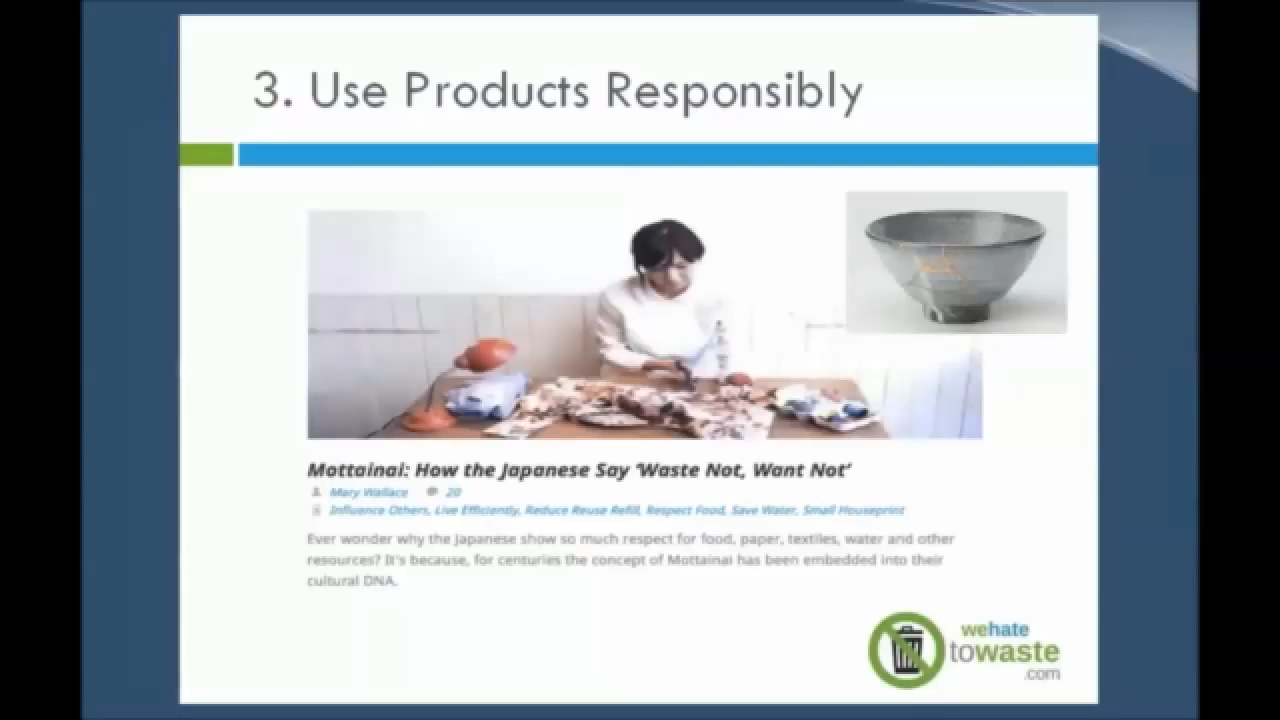 3. Use Products Responsibly
Mottainai: How the Japanese Say 'Waste Not, Want Not'
Mary Wallace 20
Influence Others, Live Efficiently, Reduce Reuse Refill, Respect Food, Save Water, Small Houseprint
Ever wonder why the Japanese show so much respect for food, paper, textiles, water and other
resources? It's because, for centuries the concept of Mottainai has been embedded into their
cultural DNA.
wehate
towaste
.com